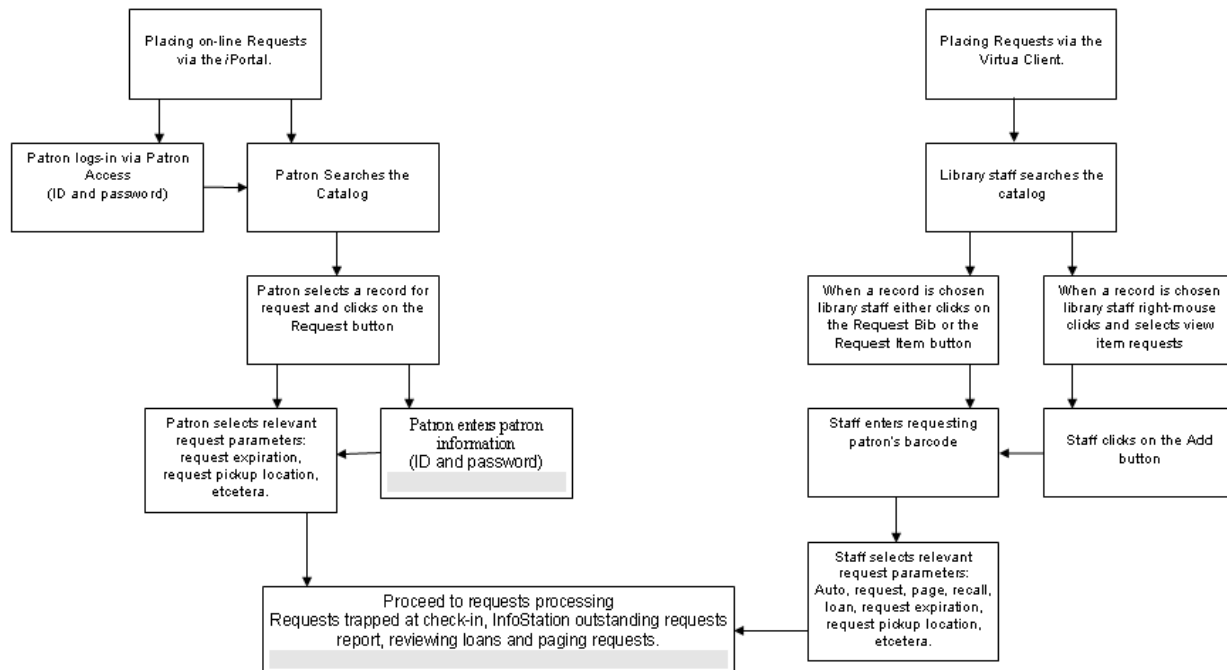 Placing on-line Requests
via the iPortal.
Placing Requests via the
Virtua Client.
Patron logs-in via Patron
Access
(ID and password)
Patron Searches the
Catalog
Library staff searches the
catalog
Patron selects a record for
request and clicks on the
Request button
When a record is chosen
library staff either clicks on
the Request Bib or the
Request Item button
When a record is chosen
library staff right-mouse
clicks and selects view
item requests
Patron selects relevant
request parameters:
request expiration,
request pickup location,
etcetera.
Patron enters patron
information
(ID and password)
Staff enters requesting
patron's barcode
Staff clicks on the Add
button
Staff selects relevant
request parameters:
Auto, request, page, recall,
loan, request expiration,
request pickup location,
etcetera.
Proceed to requests processing
Requests trapped at check-in, InfoStation outstanding requests
report, reviewing loans and paging requests.